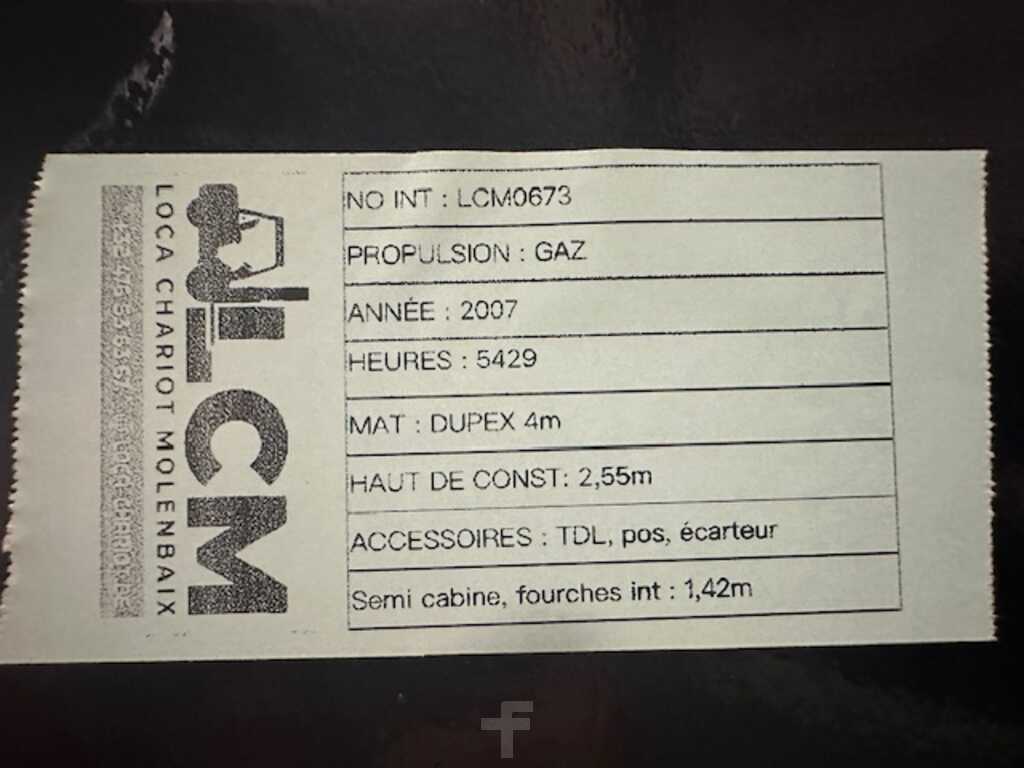 LCM
LOCA CHARIOT MOLENBAIX
NO INT : LCM0673
PROPULSION : GAZ
ANNÉE : 2007
HEURES : 5429
MAT : DUPEX 4m
HAUT DE CONST: 2,55m
ACCESSOIRES : TDL, pos, écarteur
Semi cabine, fourches int : 1,42m